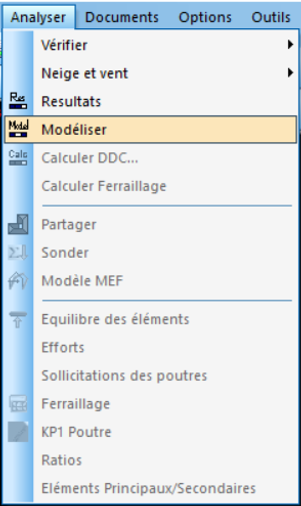 Analyser Documents Options Outils
Vérifier
Neige et vent
Res Resultats
Model Modéliser
Calc Calculer DDC...
Calculer Ferraillage
Partager
Sonder
Modèle MEF
Equilibre des éléments
Efforts
Sollicitations des poutres
Ferraillage
KP1 Poutre
Ratios
Eléments Principaux/Secondaires